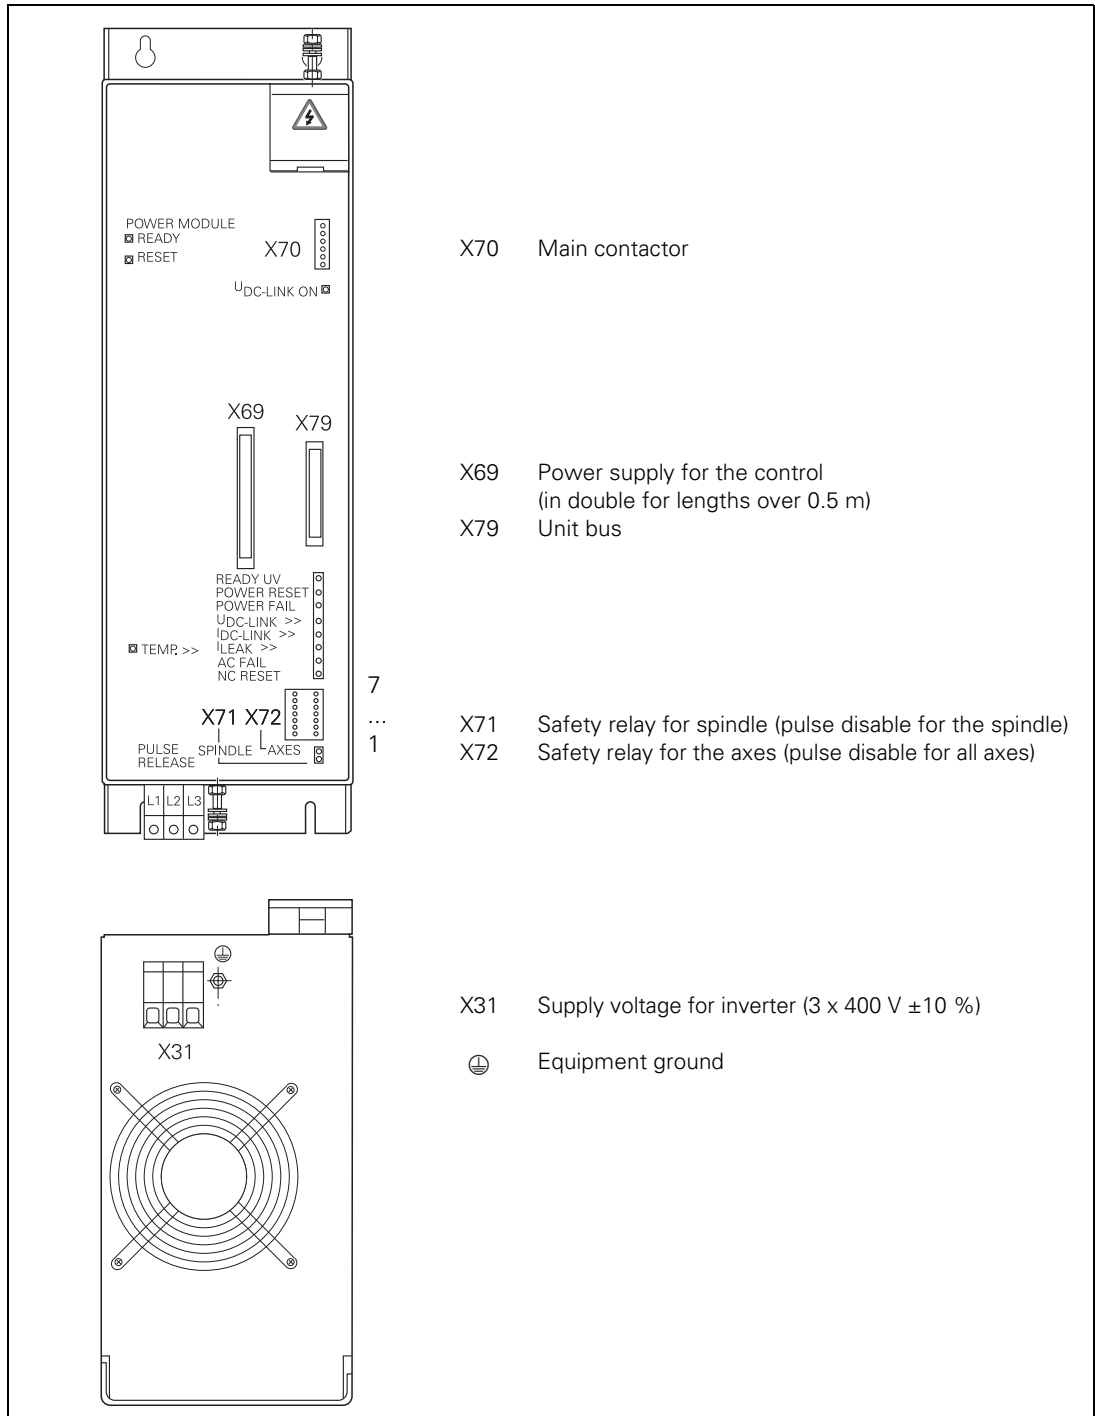 POWER MODULE
READY
RESET
X70
X70 Main contactor
UDC-LINK ON
X69
X79
X69 Power supply for the control
(in double for lengths over 0.5 m)
X79 Unit bus
READY UV
POWER RESET
POWER FAIL
UDC-LINK >>
IDC-LINK >>
TEMP. >>
ILEAK >>
AC FAIL
NC RESET
7
...
1
X71 X72
X71 Safety relay for spindle (pulse disable for the spindle)
X72 Safety relay for the axes (pulse disable for all axes)
PULSE
RELEASE
SPINDLE
AXES
L1 L2 L3
X31
X31 Supply voltage for inverter (3 x 400 V ±10 %)
Equipment ground